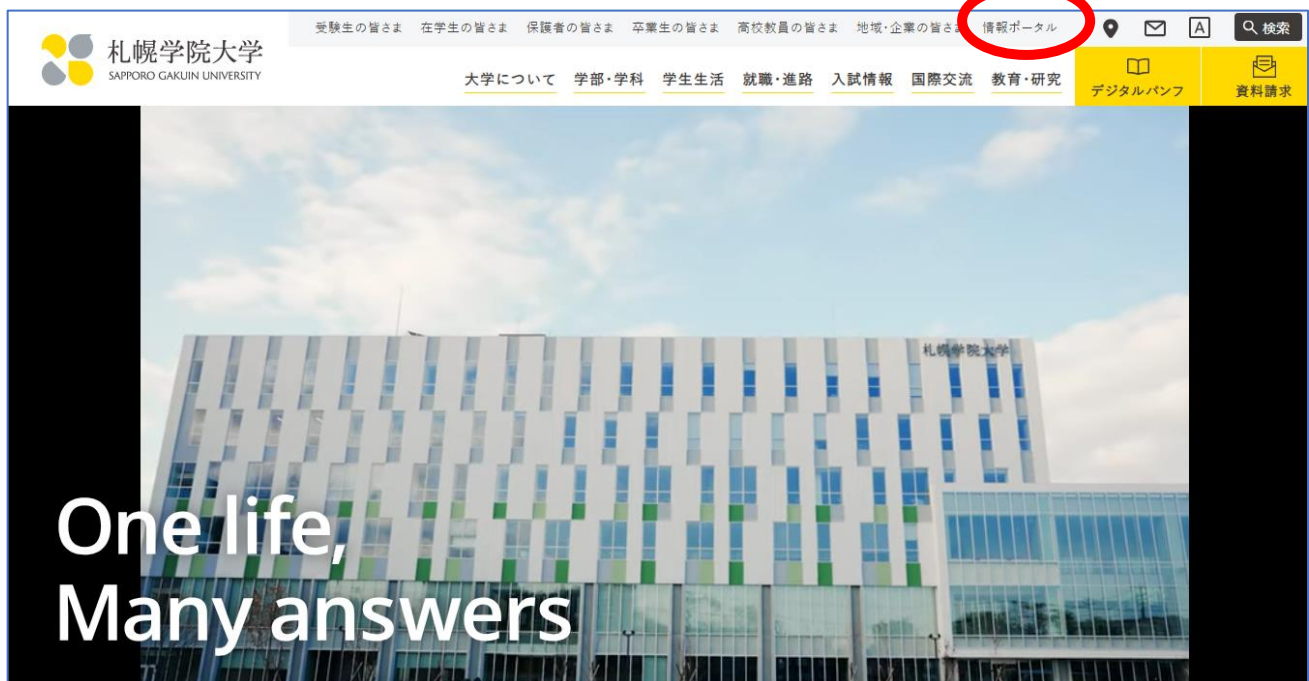 札幌学院大学
SAPPORO GAKUIN UNIVERSITY
受験生の皆さま 在学生の皆さま 保護者の皆さま 卒業生の皆さま 高校教員の皆さま 地域・企業の皆さま 情報ポータル A 検索
大学について 学部・学科 学生生活 就職・進路 入試情報 国際交流 教育・研究 デジタルパンフ 資料請求
札幌学院大学
One life,
Many answers